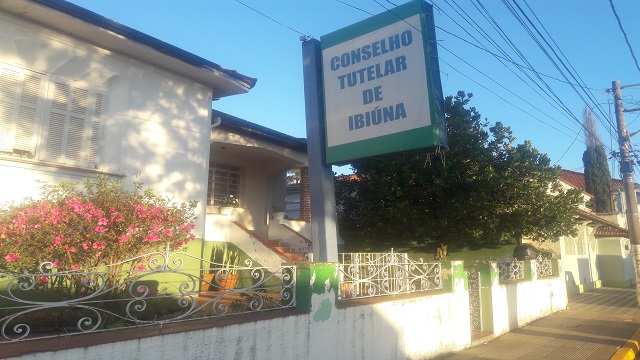 CONSELHO
TUTELAR
DE
IBIÚNA